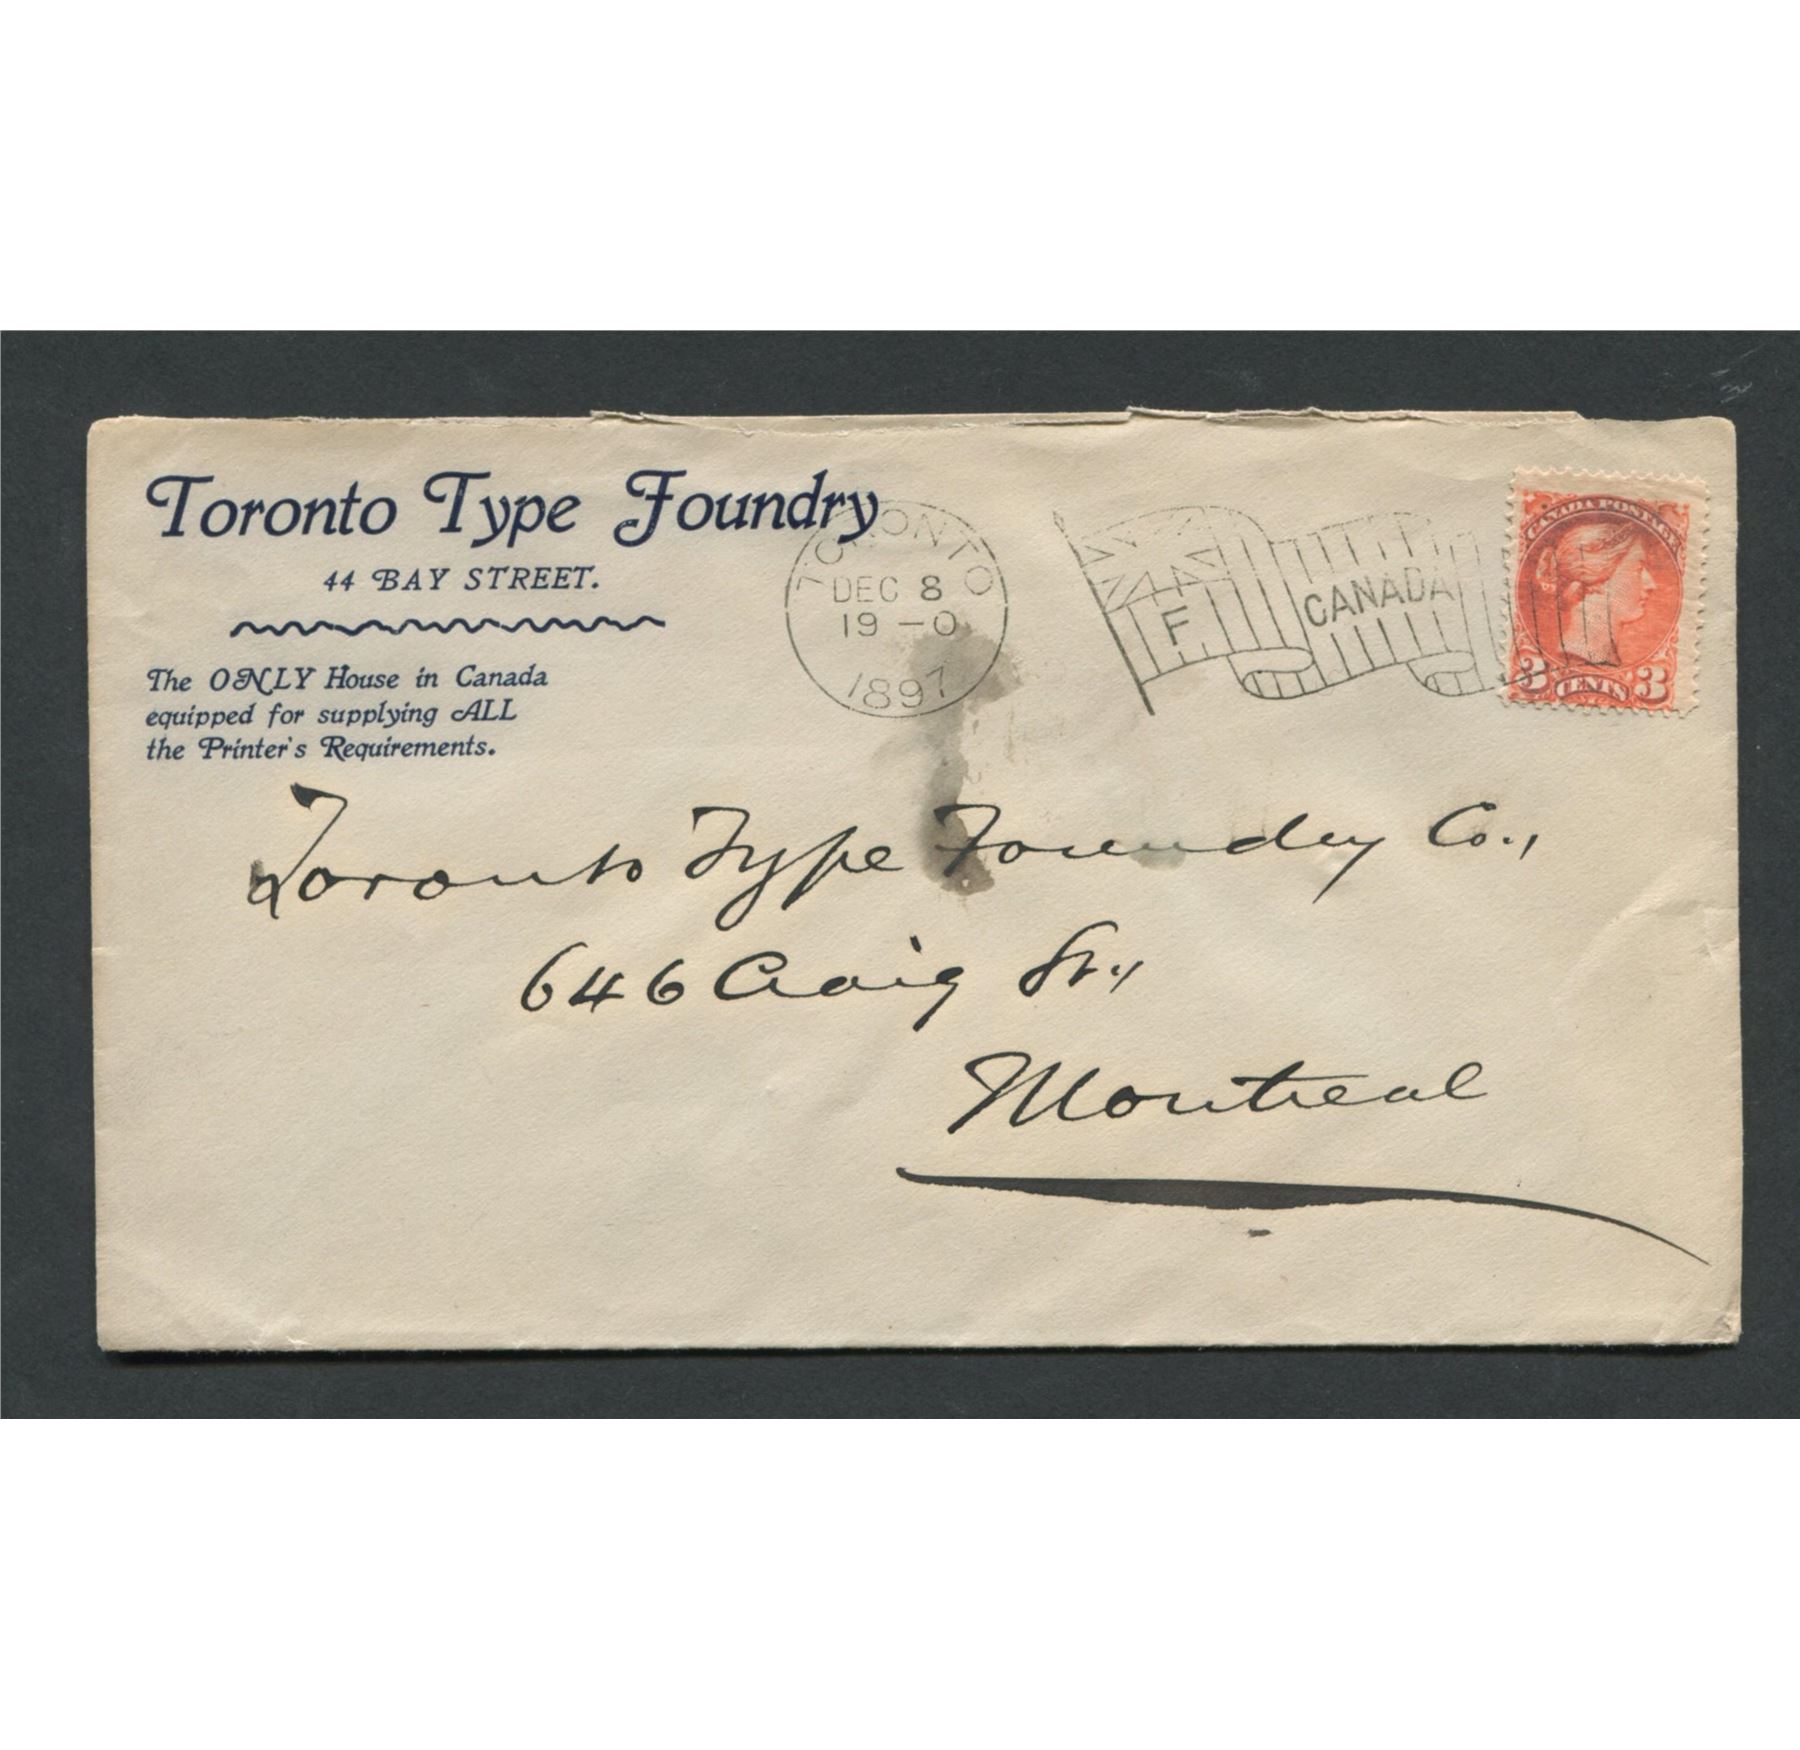 Toronto Type Foundry
44 BAY STREET.
The ONLY House in Canada
equipped for supplying ALL
the Printer's Requirements.
TORONTO
DEC 8
19 — 0
1897
F
CANADA
CANADA POSTAGE
3 CENTS 3
Toronto Type Foundry Co.,
646 Craig St.,
Montreal